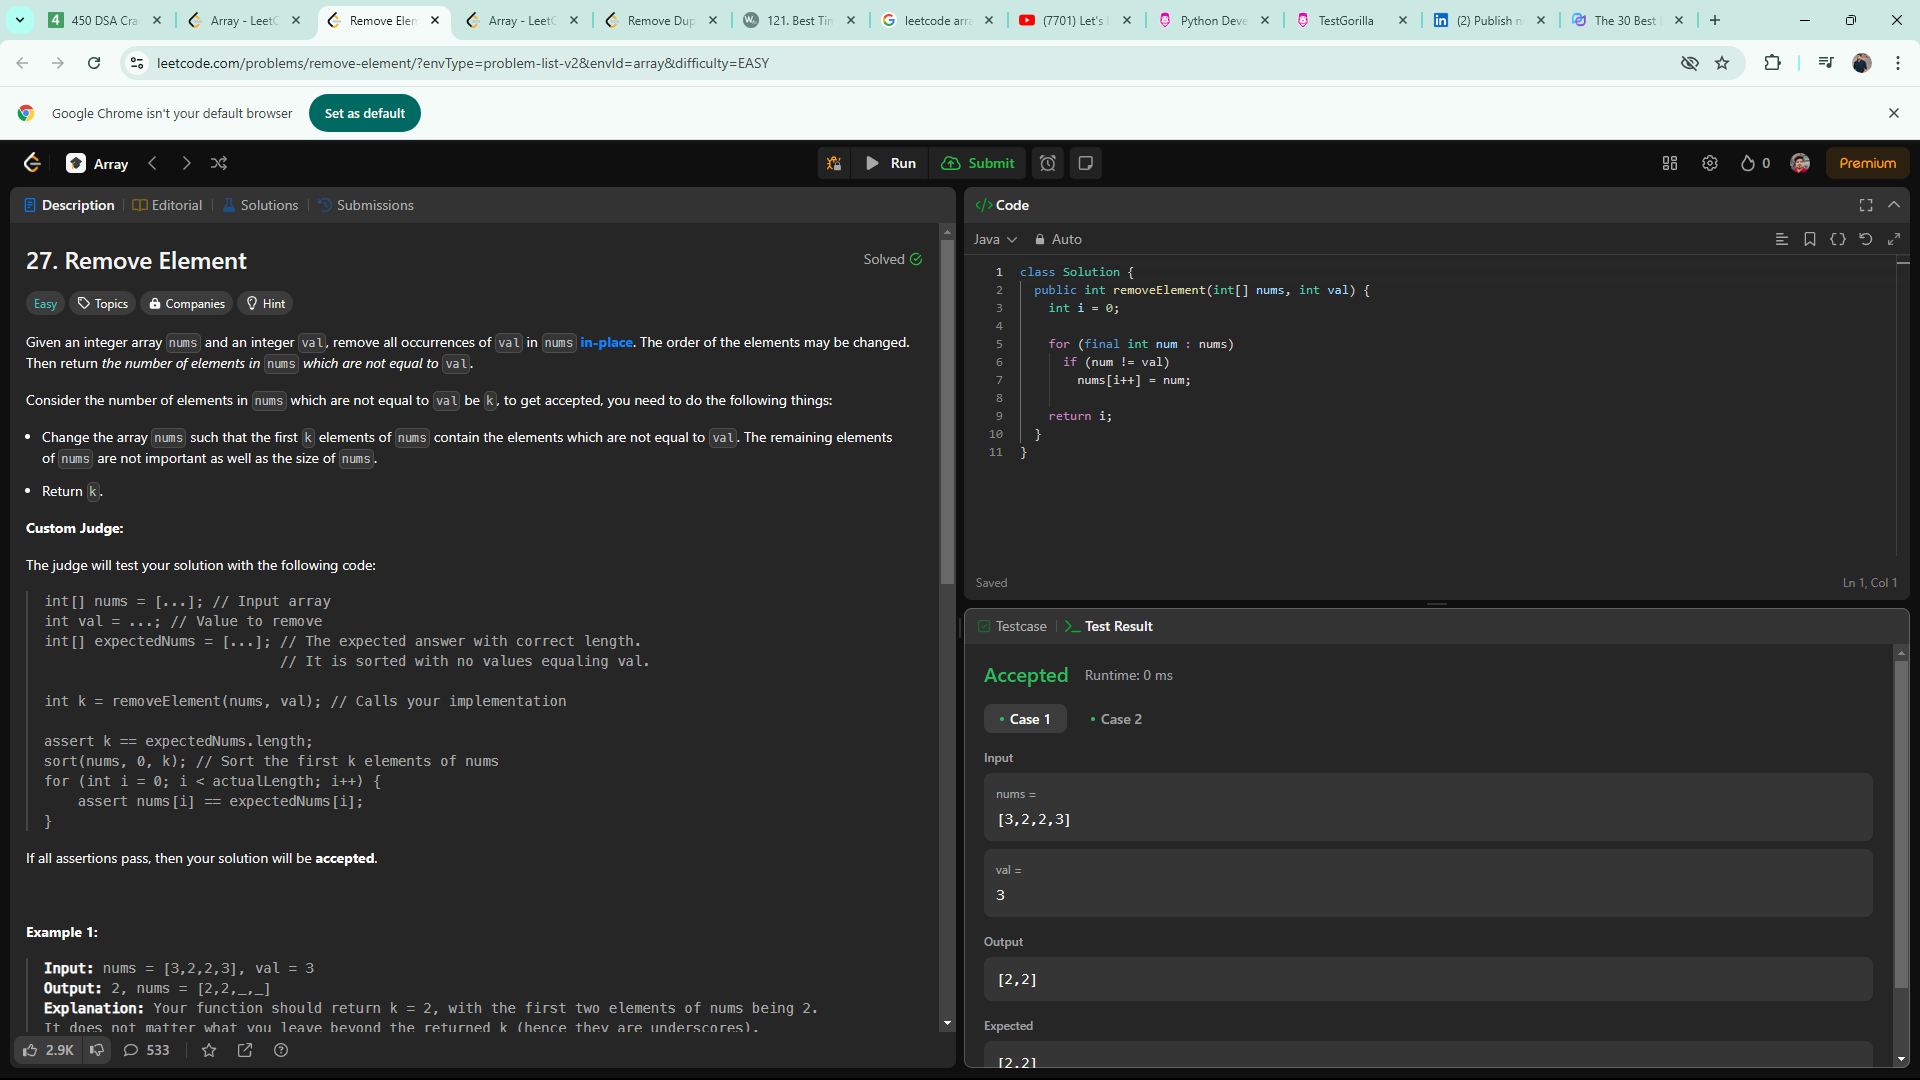 450 DSA Cra
Array - LeetC
Remove Elem
Array - LeetC
Remove Dup
121. Best Tim
leetcode arra
(7701) Let's
Python Deve
TestGorilla
(2) Publish n
The 30 Best
leetcode.com/problems/remove-element/?envType=problem-list-v2&envId=array&difficulty=EASY
Google Chrome isn't your default browser
Set as default
Array
Run
Submit
0
Premium
Description
Editorial
Solutions
Submissions
27. Remove Element
Solved
Easy
Topics
Companies
Hint
Given an integer array nums and an integer val, remove all occurrences of val in nums in-place. The order of the elements may be changed.
Then return the number of elements in nums which are not equal to val.
Consider the number of elements in nums which are not equal to val be k, to get accepted, you need to do the following things:
• Change the array nums such that the first k elements of nums contain the elements which are not equal to val. The remaining elements
of nums are not important as well as the size of nums.
• Return k.
Custom Judge:
The judge will test your solution with the following code:
int[] nums = [...]; // Input array
int val = ...; // Value to remove
int[] expectedNums = [...]; // The expected answer with correct length.
// It is sorted with no values equaling val.
int k = removeElement(nums, val); // Calls your implementation
assert k == expectedNums.length;
sort(nums, 0, k); // Sort the first k elements of nums
for (int i = 0; i < actualLength; i++) {
assert nums[i] == expectedNums[i];
}
If all assertions pass, then your solution will be accepted.
Example 1:
Input: nums = [3,2,2,3], val = 3
Output: 2, nums = [2,2,_,_]
Explanation: Your function should return k = 2, with the first two elements of nums being 2.
It does not matter what you leave beyond the returned k (hence they are underscores).
2.9K
533
</> Code
Java
Auto
1 class Solution {
2 public int removeElement(int[] nums, int val) {
3 int i = 0;
4
5 for (final int num : nums)
6 if (num != val)
7 nums[i++] = num;
8
9 return i;
10 }
11 }
Saved
Ln 1, Col 1
Testcase
>_ Test Result
Accepted
Runtime: 0 ms
• Case 1
• Case 2
Input
nums =
[3,2,2,3]
val =
3
Output
[2,2]
Expected
[2,2]